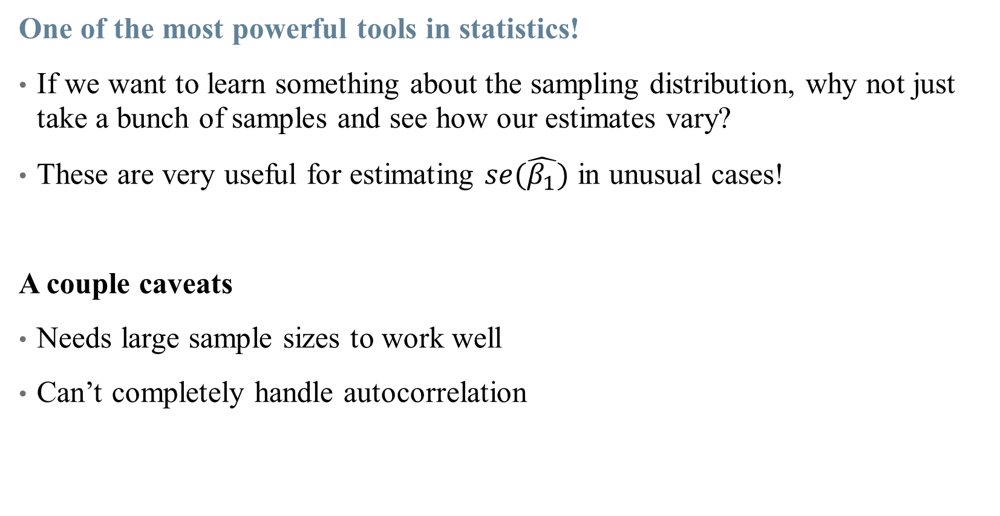 One of the most powerful tools in statistics!
• If we want to learn something about the sampling distribution, why not just
take a bunch of samples and see how our estimates vary?
• These are very useful for estimating se(β̂₁) in unusual cases!
A couple caveats
• Needs large sample sizes to work well
• Can’t completely handle autocorrelation